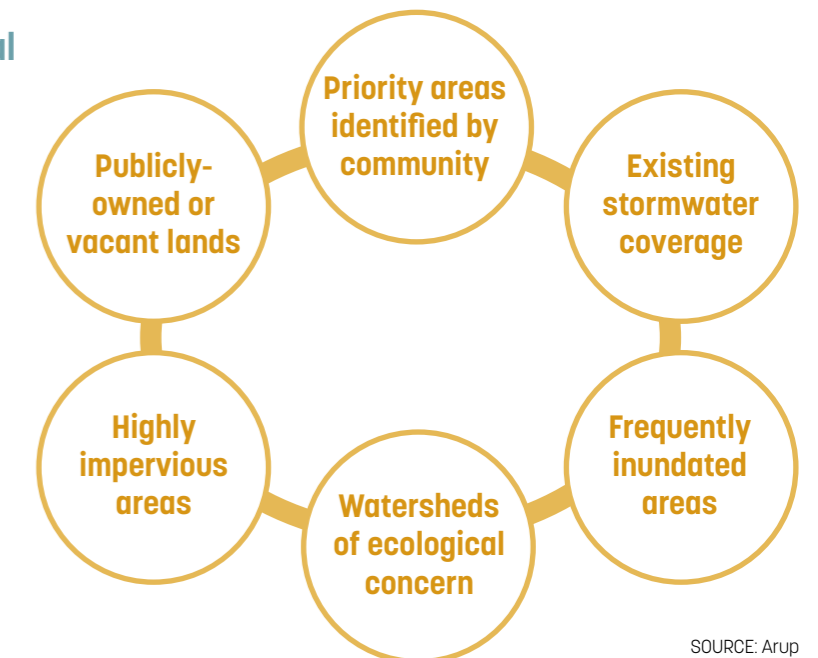 Priority areas
identified by
community
Existing
stormwater
coverage
Frequently
inundated
areas
Watersheds
of ecological
concern
Highly
impervious
areas
Publicly-
owned or
vacant lands
SOURCE: Arup